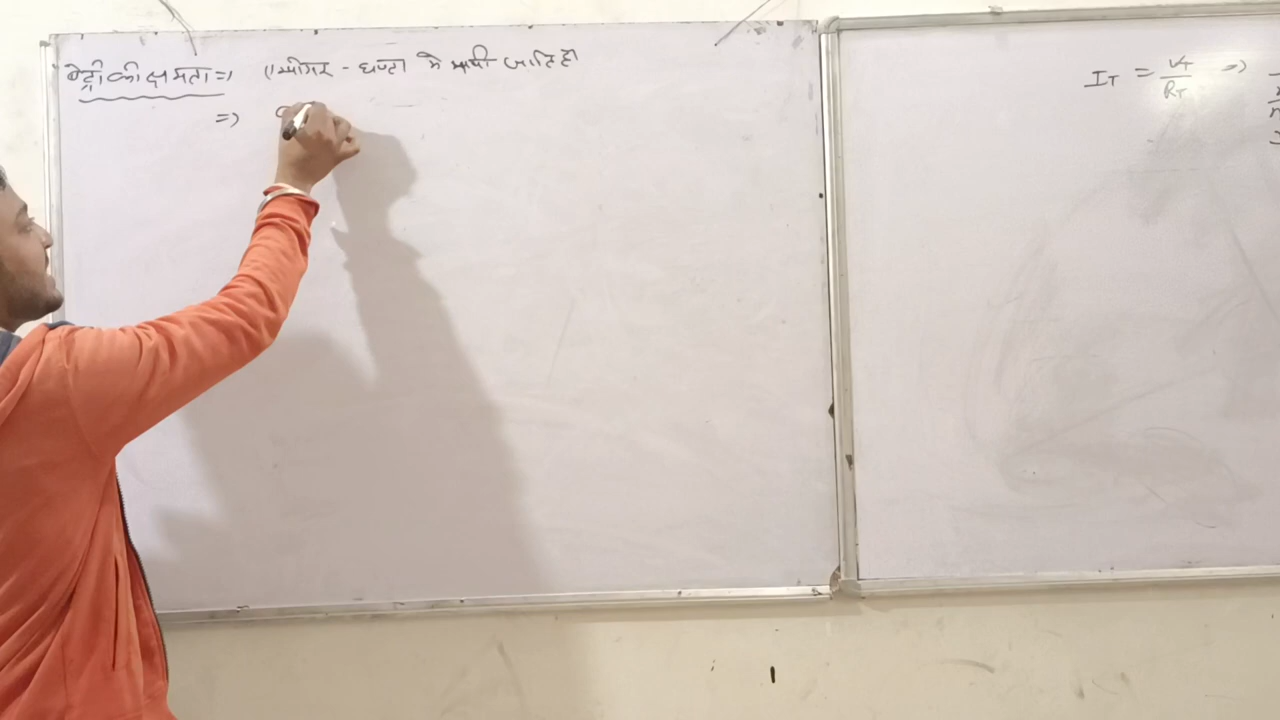 बैट्री की क्षमता => एम्पीयर - घण्टा मे मापी जाति है
=>
I_T = V_T / R_T =>